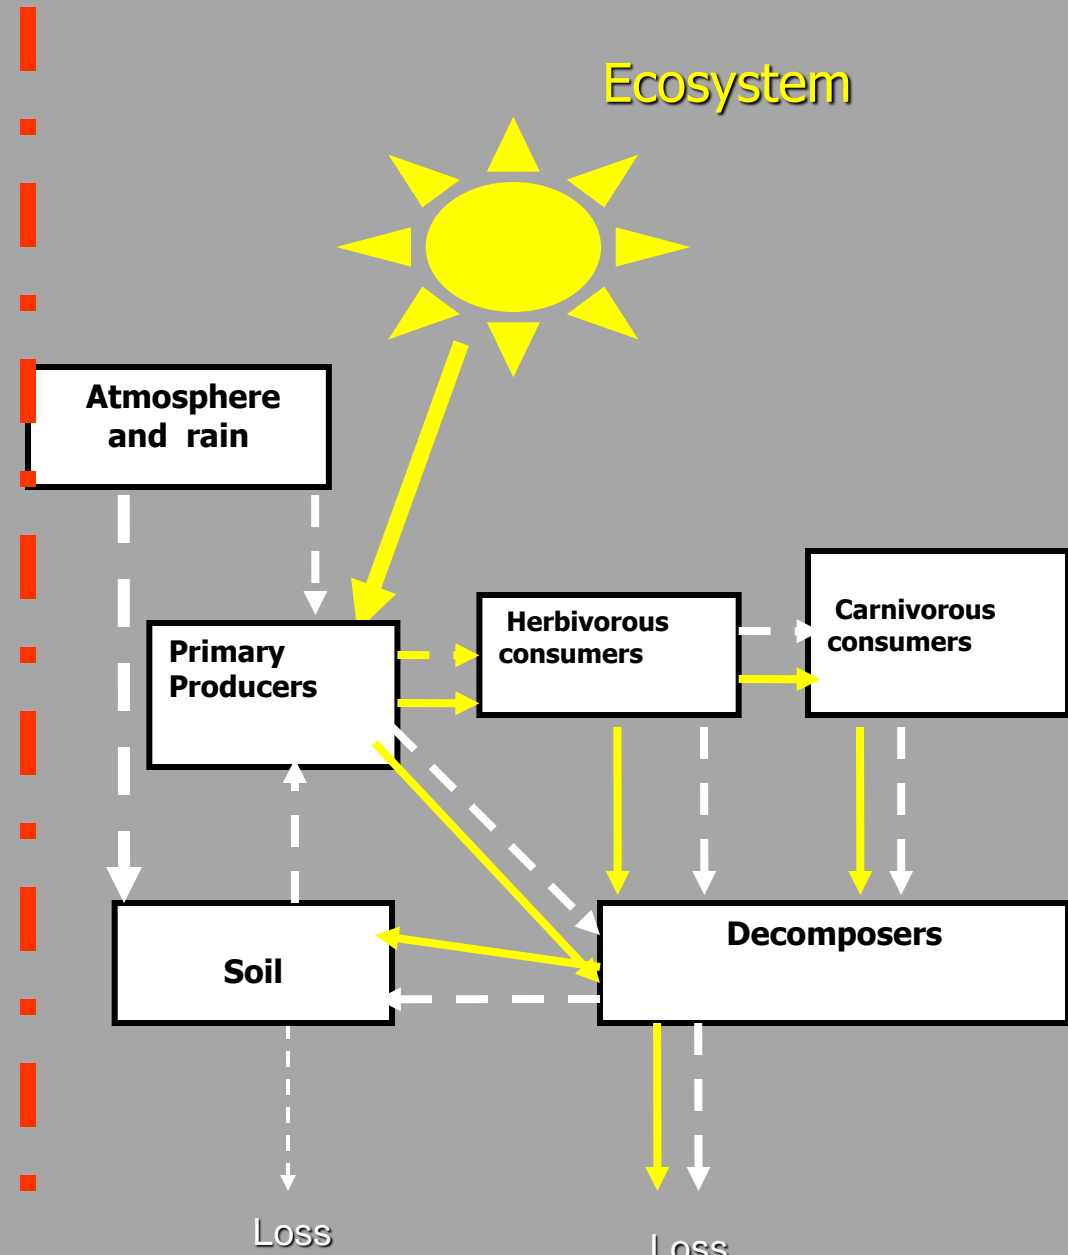 Ecosystem
Atmosphere
and rain
Primary
Producers
Herbivorous
consumers
Carnivorous
consumers
Soil
Decomposers
Loss
Loss